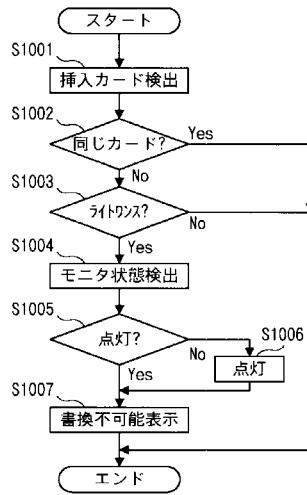 スタート
S1001
挿入カード検出
S1002
同じカード?
Yes
No
S1003
ライトワンス?
No
Yes
S1004
モニタ状態検出
S1005
点灯?
No
S1006
点灯
Yes
S1007
書換不可能表示
エンド